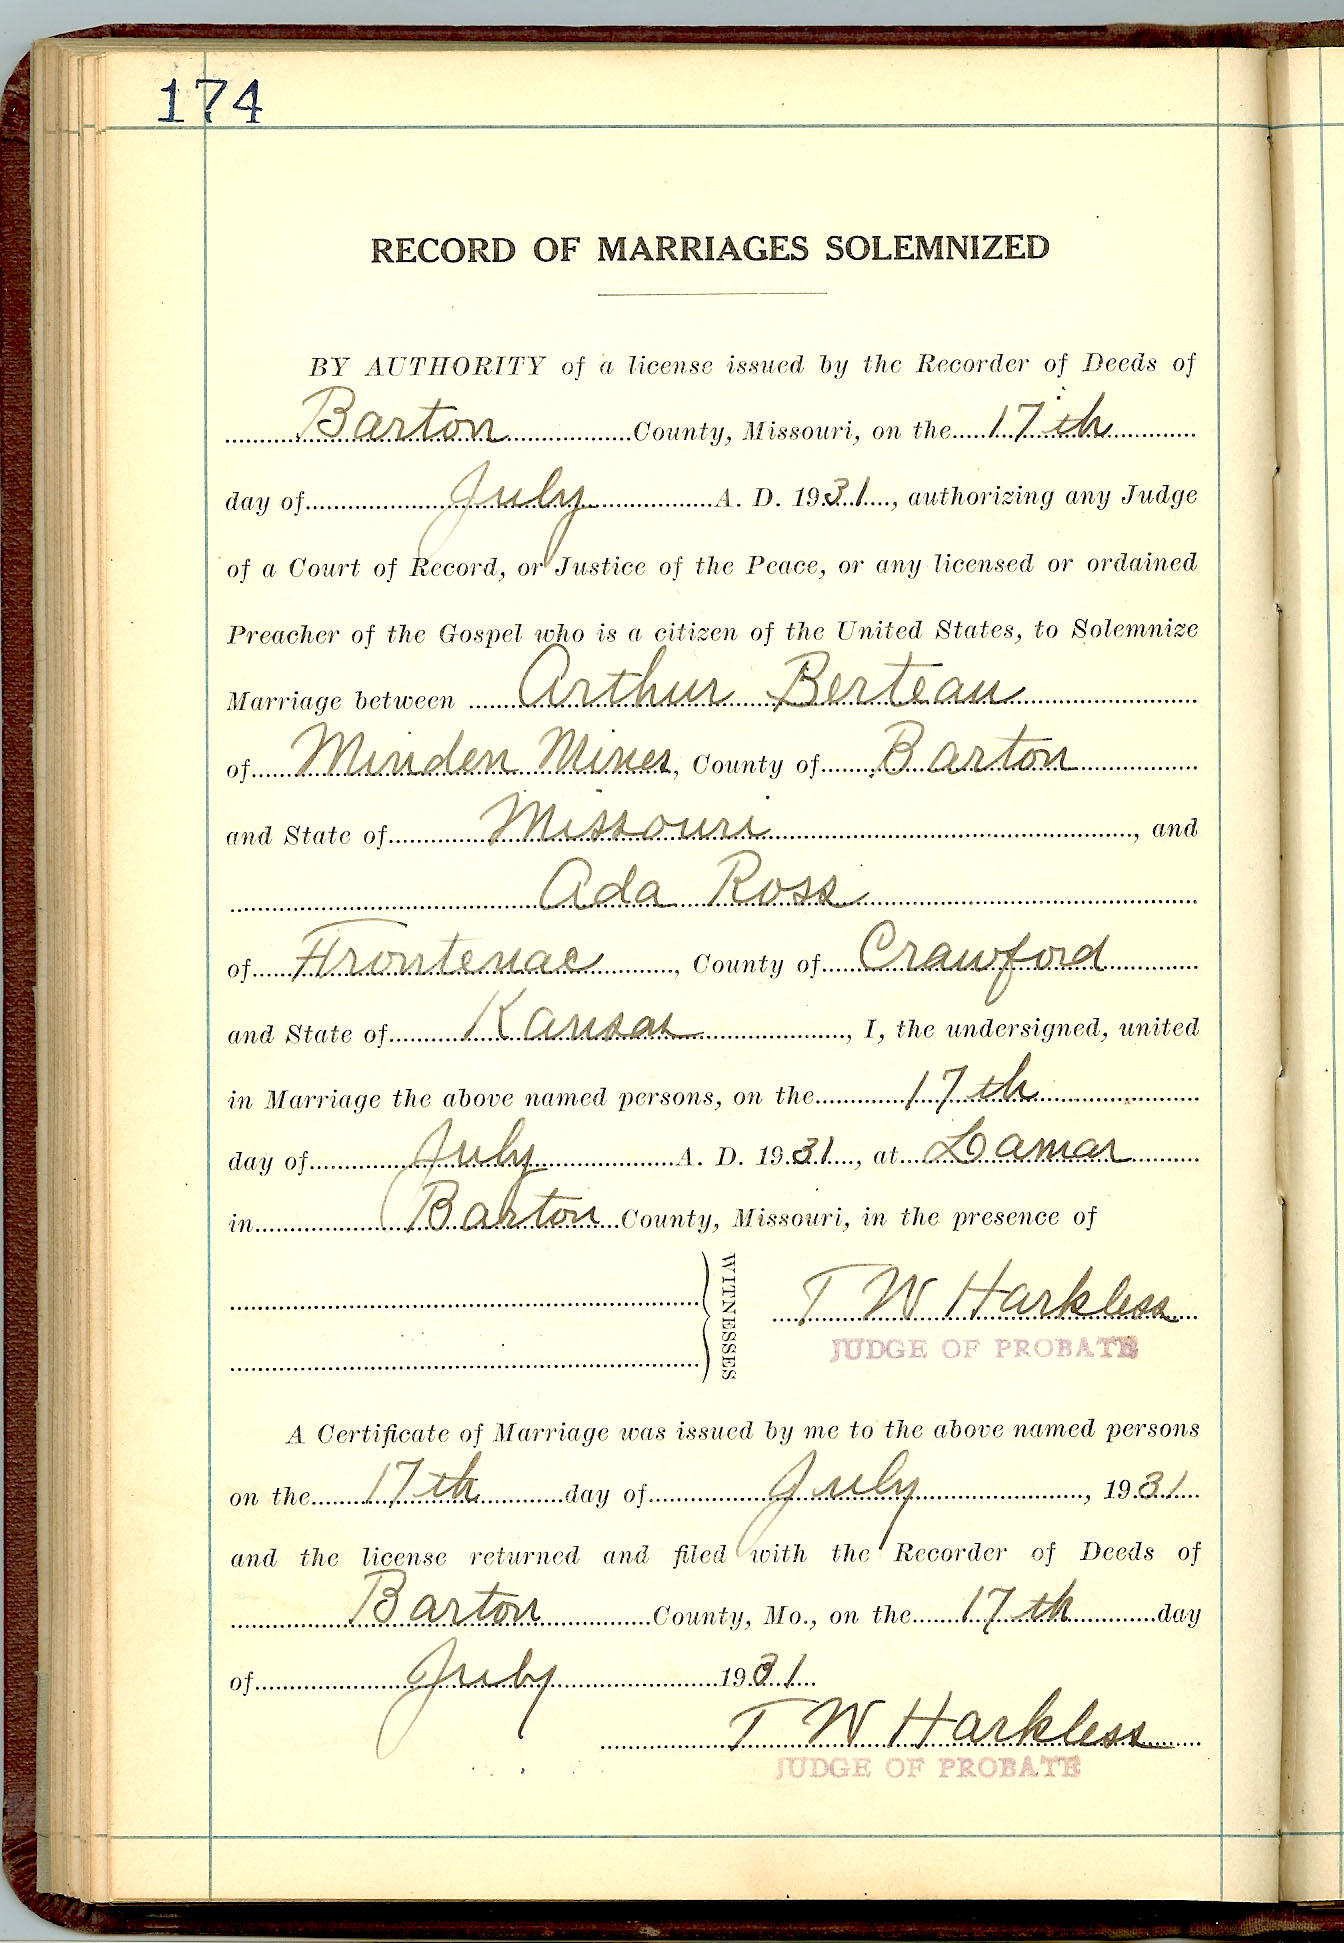 174
RECORD OF MARRIAGES SOLEMNIZED
BY AUTHORITY of a license issued by the Recorder of Deeds of
Barton County, Missouri, on the 17th
day of July A. D. 1931, authorizing any Judge
of a Court of Record, or Justice of the Peace, or any licensed or ordained
Preacher of the Gospel who is a citizen of the United States, to Solemnize
Marriage between Arthur Berteau
of Minden Mines, County of Barton
and State of Missouri, and
Ada Ross
of Frontenac, County of Crawford
and State of Kansas, I, the undersigned, united
in Marriage the above named persons, on the 17th
day of July A. D. 1931, at Lamar
in Barton County, Missouri, in the presence of
WITNESSES
T W Harkless
JUDGE OF PROBATE
A Certificate of Marriage was issued by me to the above named persons
on the 17th day of July, 1931
and the license returned and filed with the Recorder of Deeds of
Barton County, Mo., on the 17th day
of July 1931
T W Harkless
JUDGE OF PROBATE